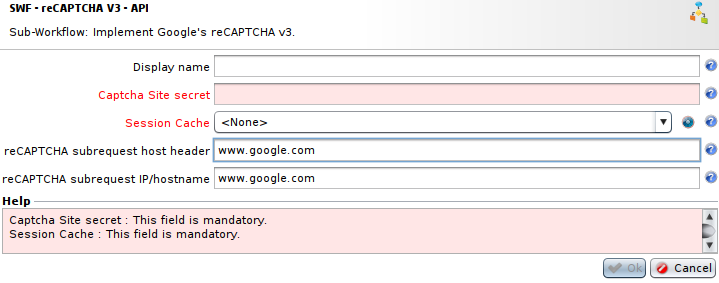 SWF - reCAPTCHA V3 - API
Sub-Workflow: Implement Google's reCAPTCHA v3.
Display name
Captcha Site secret
Session Cache <None>
reCAPTCHA subrequest host header www.google.com
reCAPTCHA subrequest IP/hostname www.google.com
Help
Captcha Site secret : This field is mandatory.
Session Cache : This field is mandatory.
Ok Cancel